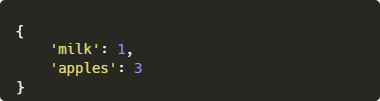 {
    'milk': 1,
    'apples': 3
}